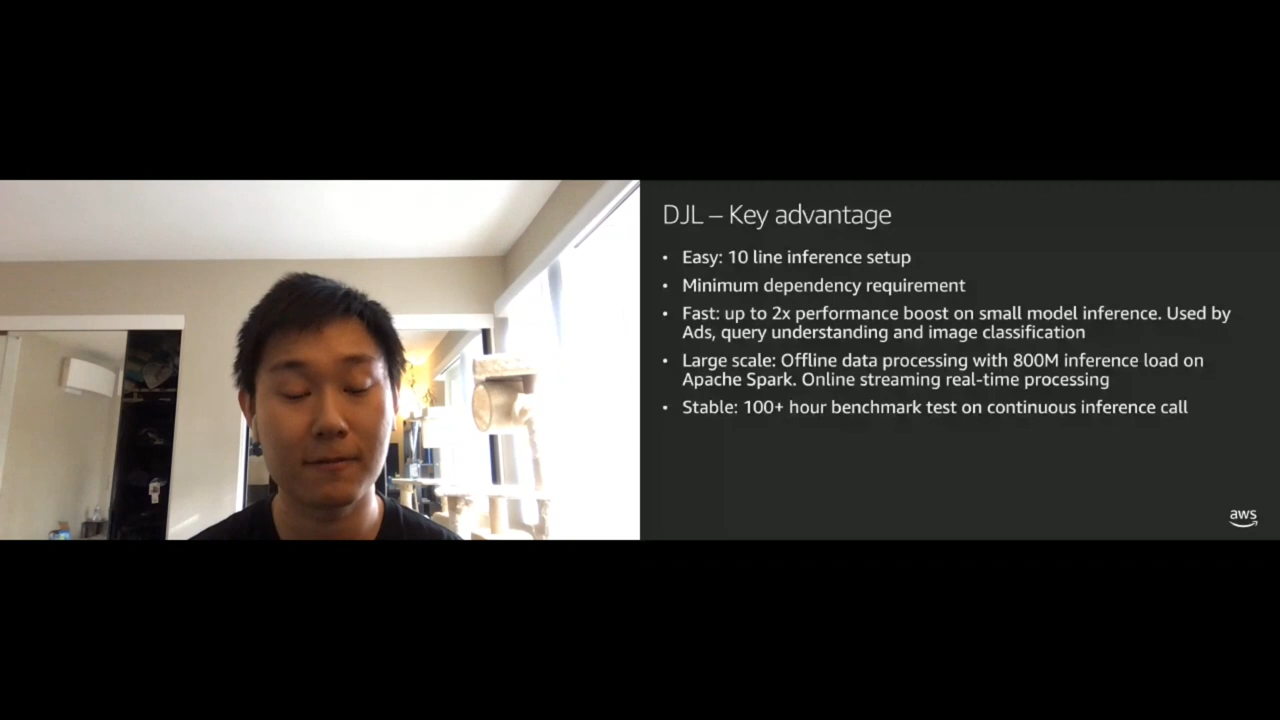 DJL – Key advantage
• Easy: 10 line inference setup
• Minimum dependency requirement
• Fast: up to 2x performance boost on small model inference. Used by
Ads, query understanding and image classification
• Large scale: Offline data processing with 800M inference load on
Apache Spark. Online streaming real-time processing
• Stable: 100+ hour benchmark test on continuous inference call
aws